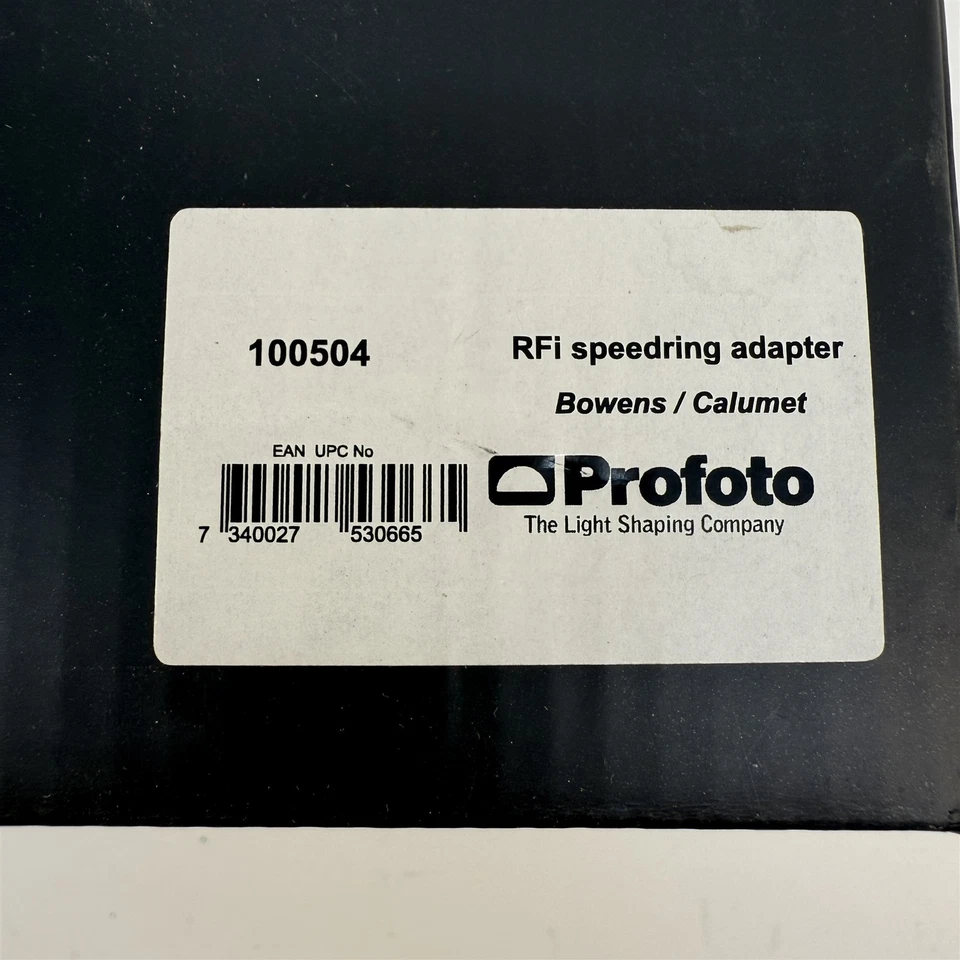 100504
RFi speedring adapter
Bowens / Calumet
EAN UPC No
7 340027 530665
Profoto
The Light Shaping Company